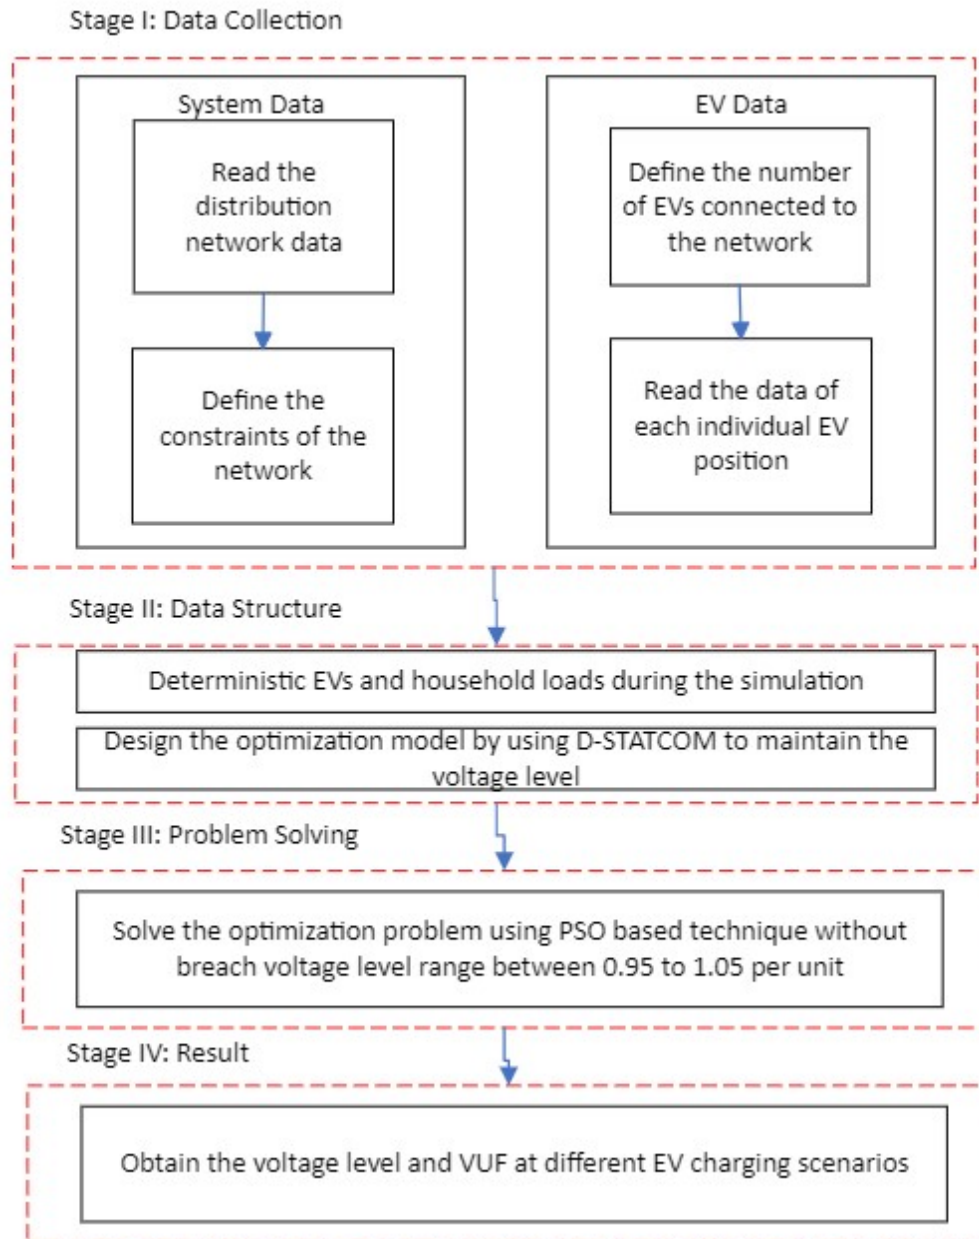 Stage I: Data Collection
System Data
Read the
distribution
network data
Define the
constraints of the
network
EV Data
Define the number
of EVs connected to
the network
Read the data of
each individual EV
position
Stage II: Data Structure
Deterministic EVs and household loads during the simulation
Design the optimization model by using D-STATCOM to maintain the
voltage level
Stage III: Problem Solving
Solve the optimization problem using PSO based technique without
breach voltage level range between 0.95 to 1.05 per unit
Stage IV: Result
Obtain the voltage level and VUF at different EV charging scenarios